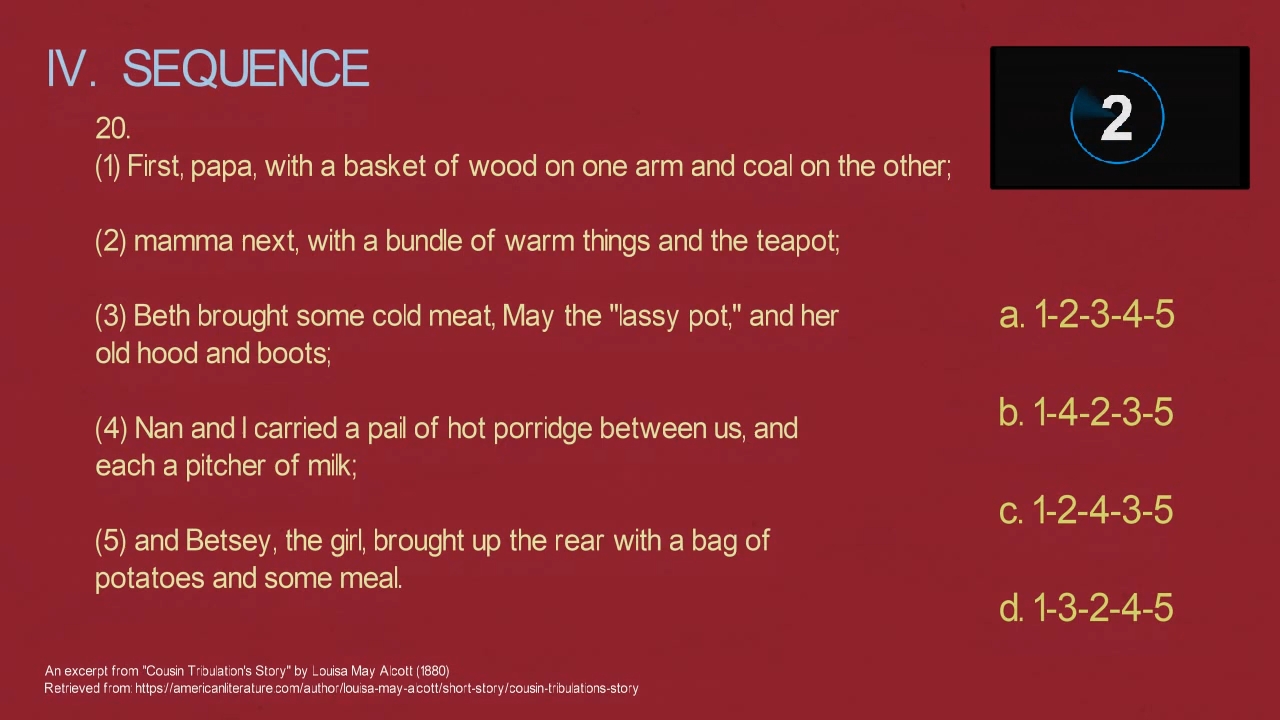 IV. SEQUENCE
2
20.
(1) First, papa, with a basket of wood on one arm and coal on the other;
(2) mamma next, with a bundle of warm things and the teapot;
(3) Beth brought some cold meat, May the "lassy pot," and her
old hood and boots;
(4) Nan and I carried a pail of hot porridge between us, and
each a pitcher of milk;
(5) and Betsey, the girl, brought up the rear with a bag of
potatoes and some meal.
a. 1-2-3-4-5
b. 1-4-2-3-5
c. 1-2-4-3-5
d. 1-3-2-4-5
An excerpt from "Cousin Tribulation's Story" by Louisa May Alcott (1880)
Retrieved from: https://americanliterature.com/author/louisa-may-alcott/short-story/cousin-tribulations-story